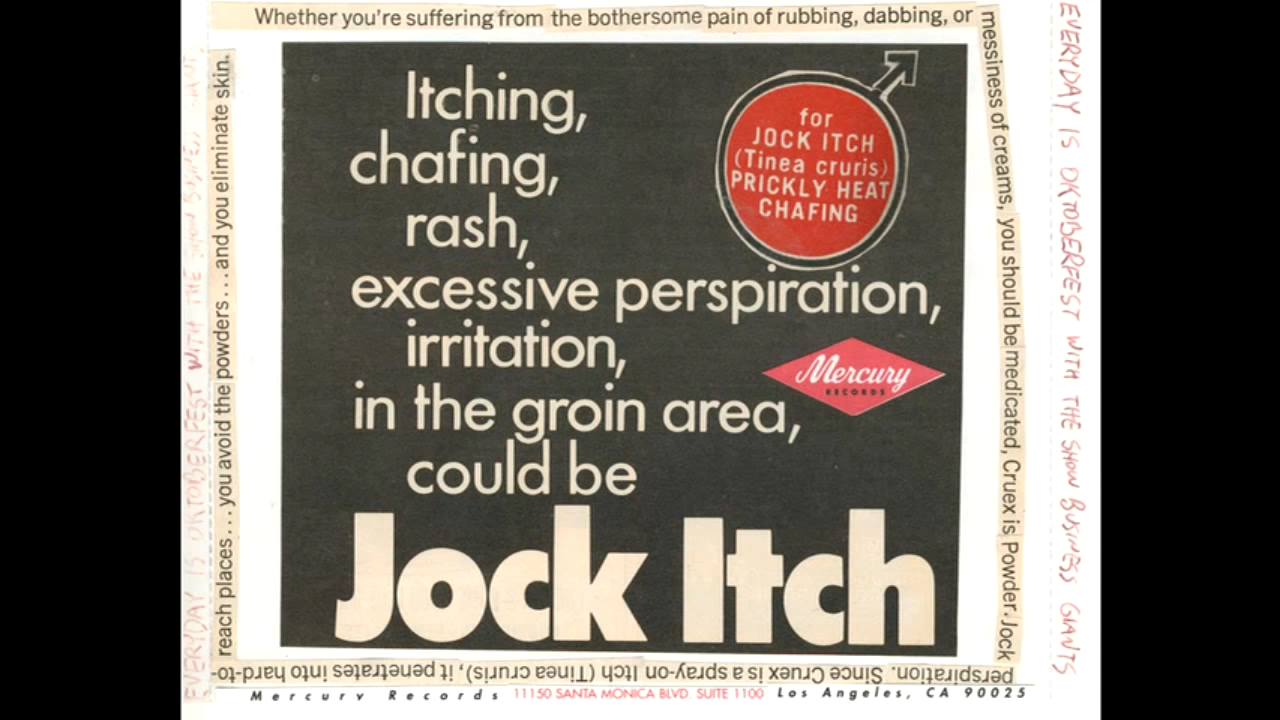 Whether you're suffering from the bothersome pain of rubbing, dabbing, or
messiness of creams, you should be medicated, Cruex is Powder. Jock
perspiration. Since Cruex is a spray-on Itch (Tinea cruris), it penetrates into hard-to-
reach places...you avoid the powders...and you eliminate skin.
Itching,
chafing,
rash,
excessive perspiration,
irritation,
in the groin area,
could be
Jock Itch
for
JOCK ITCH
(Tinea cruris)
PRICKLY HEAT
CHAFING
Mercury
RECORDS
Mercury Records 11150 SANTA MONICA BLVD. SUITE 1100 Los Angeles, CA 90025
EVERYDAY IS OKTOBERFEST WITH THE SHOW BUSINESS GIANTS
EVERYDAY IS OKTOBERFEST WITH THE SHOW